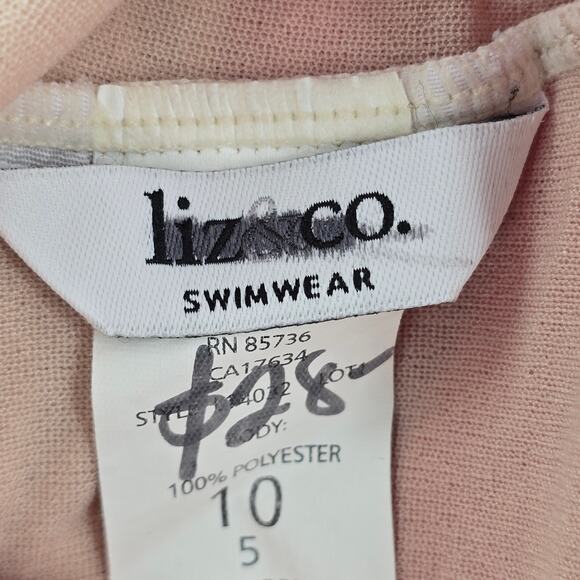 liz&co.
SWIMWEAR
RN 85736
CA17634
$28-
BODY:
100% POLYESTER
10
5